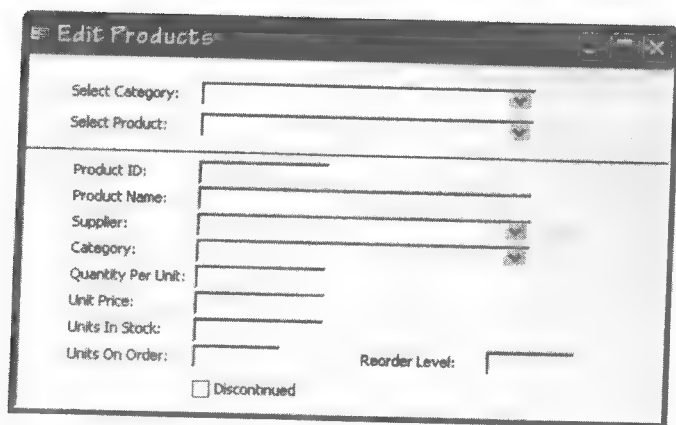 Edit Products
Select Category:
Select Product:
Product ID:
Product Name:
Supplier:
Category:
Quantity Per Unit:
Unit Price:
Units In Stock:
Units On Order: Reorder Level:
Discontinued